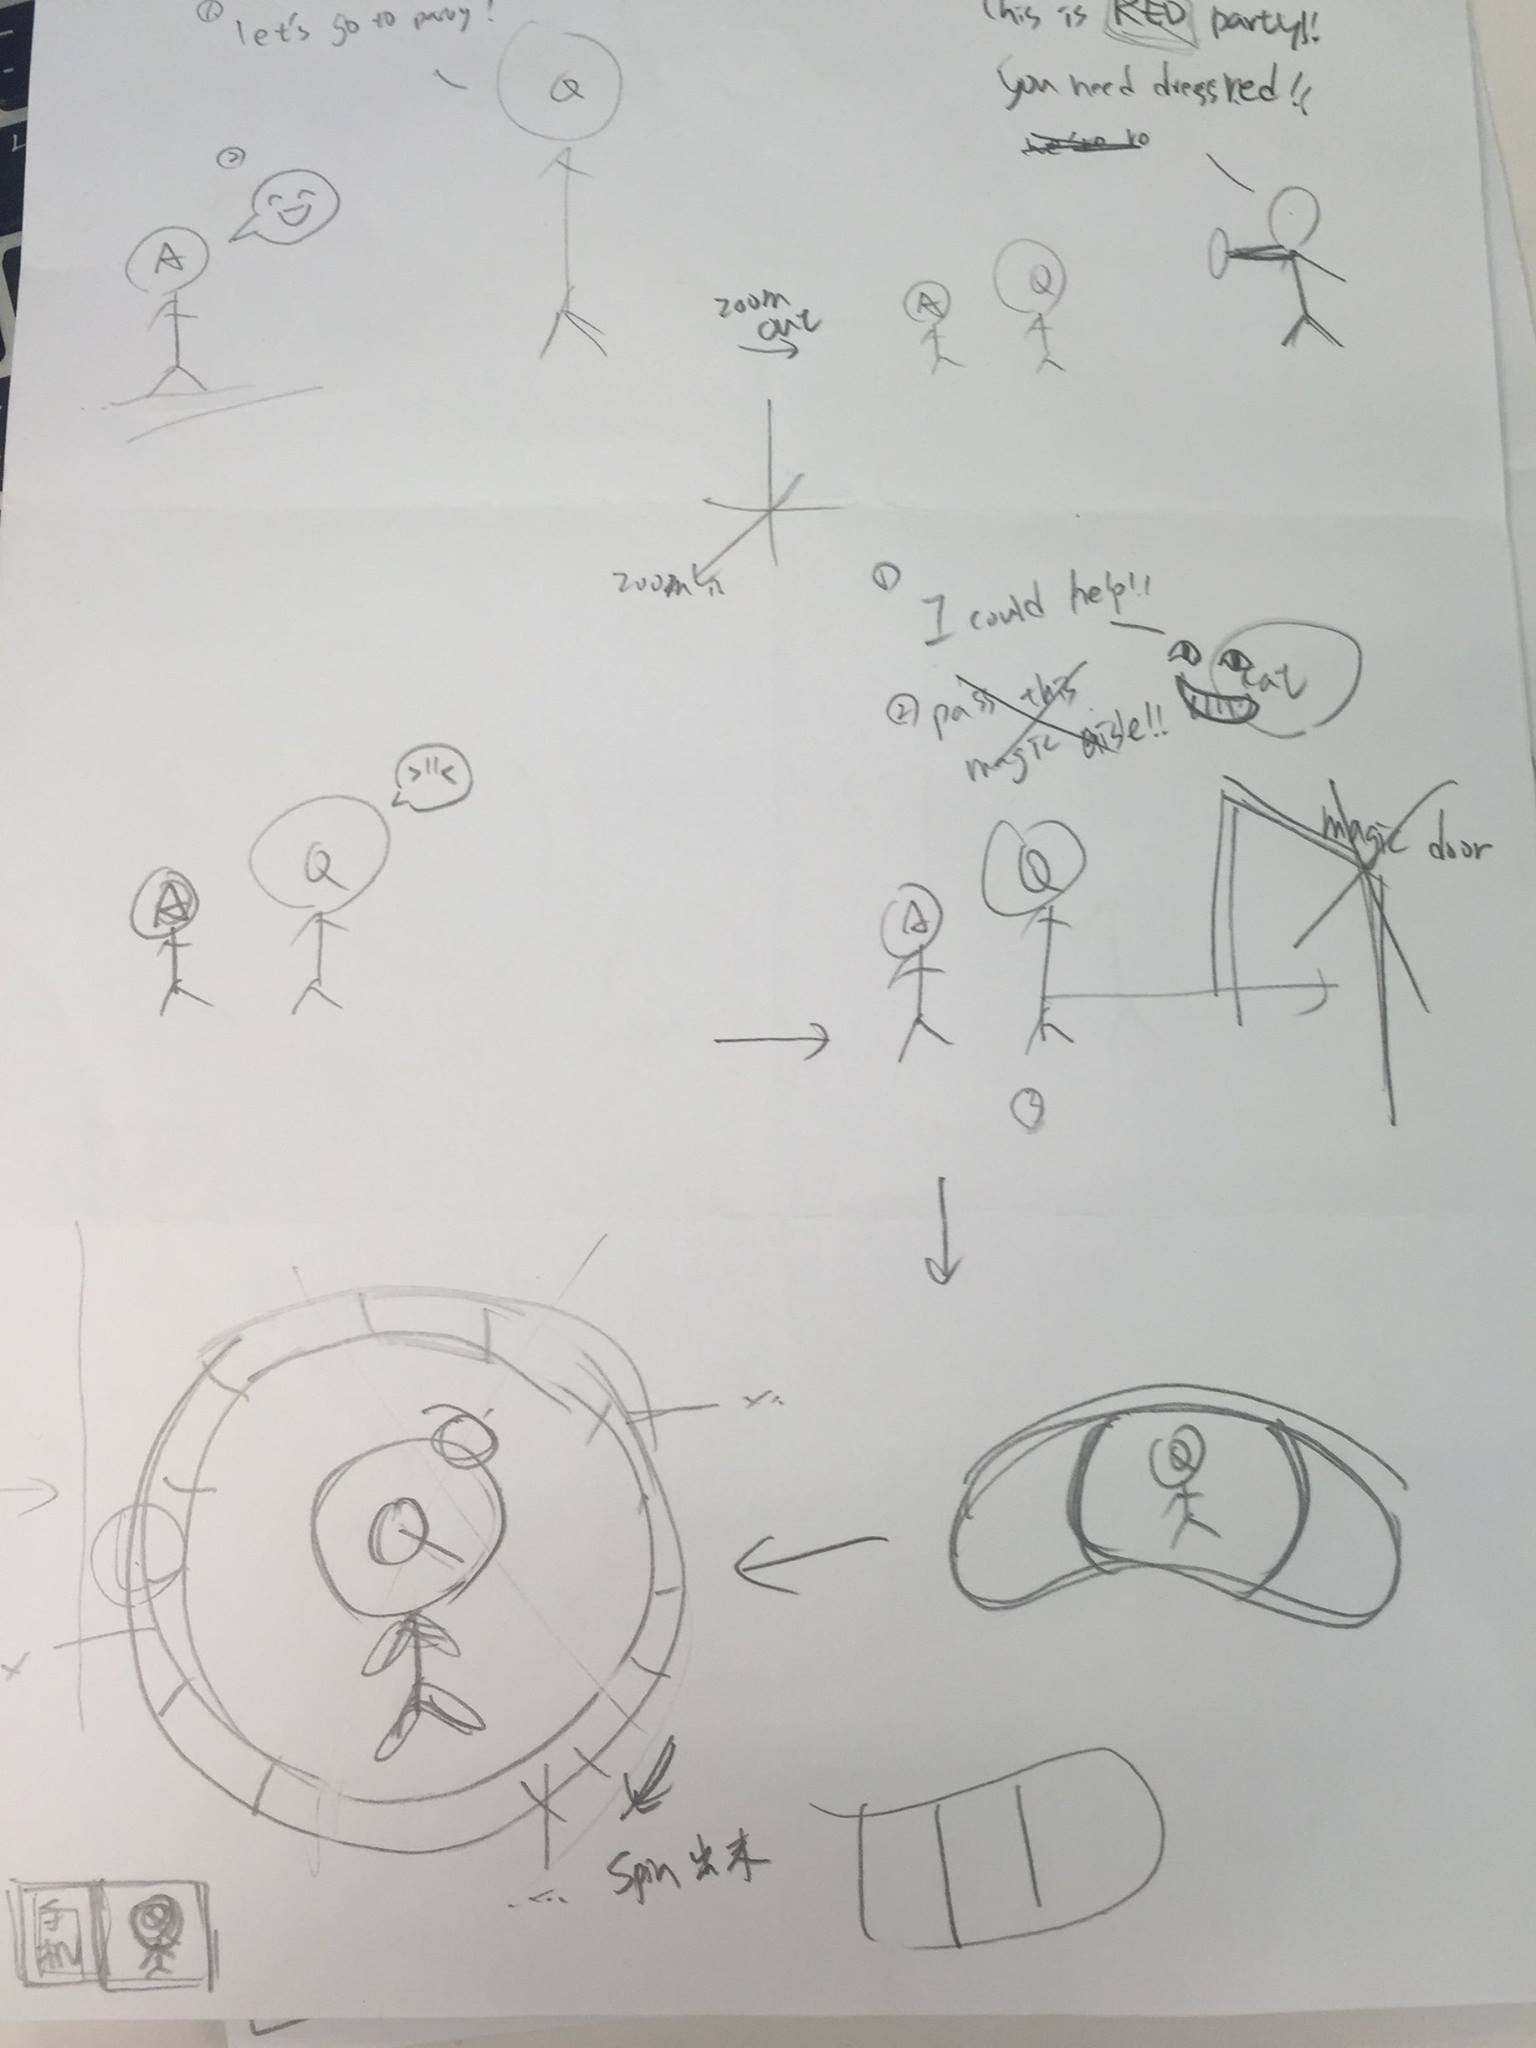 ①
let's go to party!
Q
This is RED party!!
You need dress red!!
②
A
zoom
out
A
Q
zoom in
①
I could help!!
cat
② pass this
magic aisle!!
>||<
A
Q
A
Q
magic door
Q
Q
Spin 出来
手机
Q